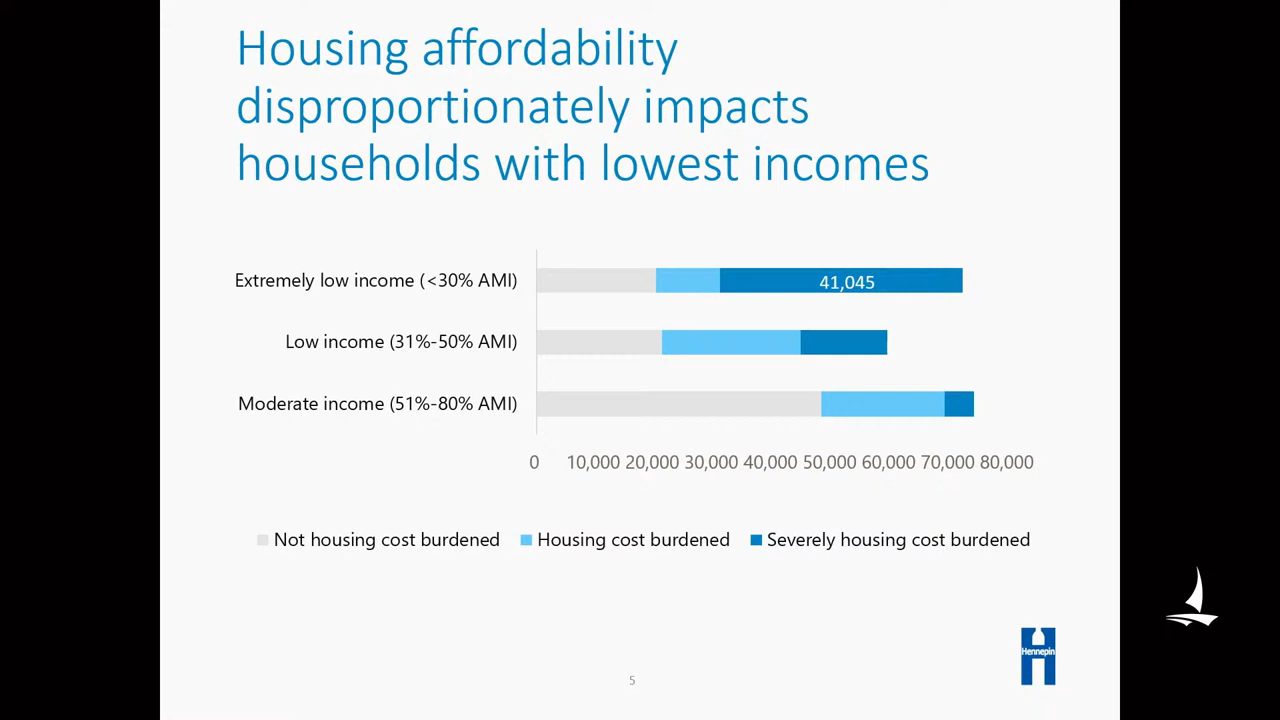 Housing affordability
disproportionately impacts
households with lowest incomes
Extremely low income (<30% AMI)
41,045
Low income (31%-50% AMI)
Moderate income (51%-80% AMI)
0 10,000 20,000 30,000 40,000 50,000 60,000 70,000 80,000
Not housing cost burdened Housing cost burdened Severely housing cost burdened
Hennepin
5